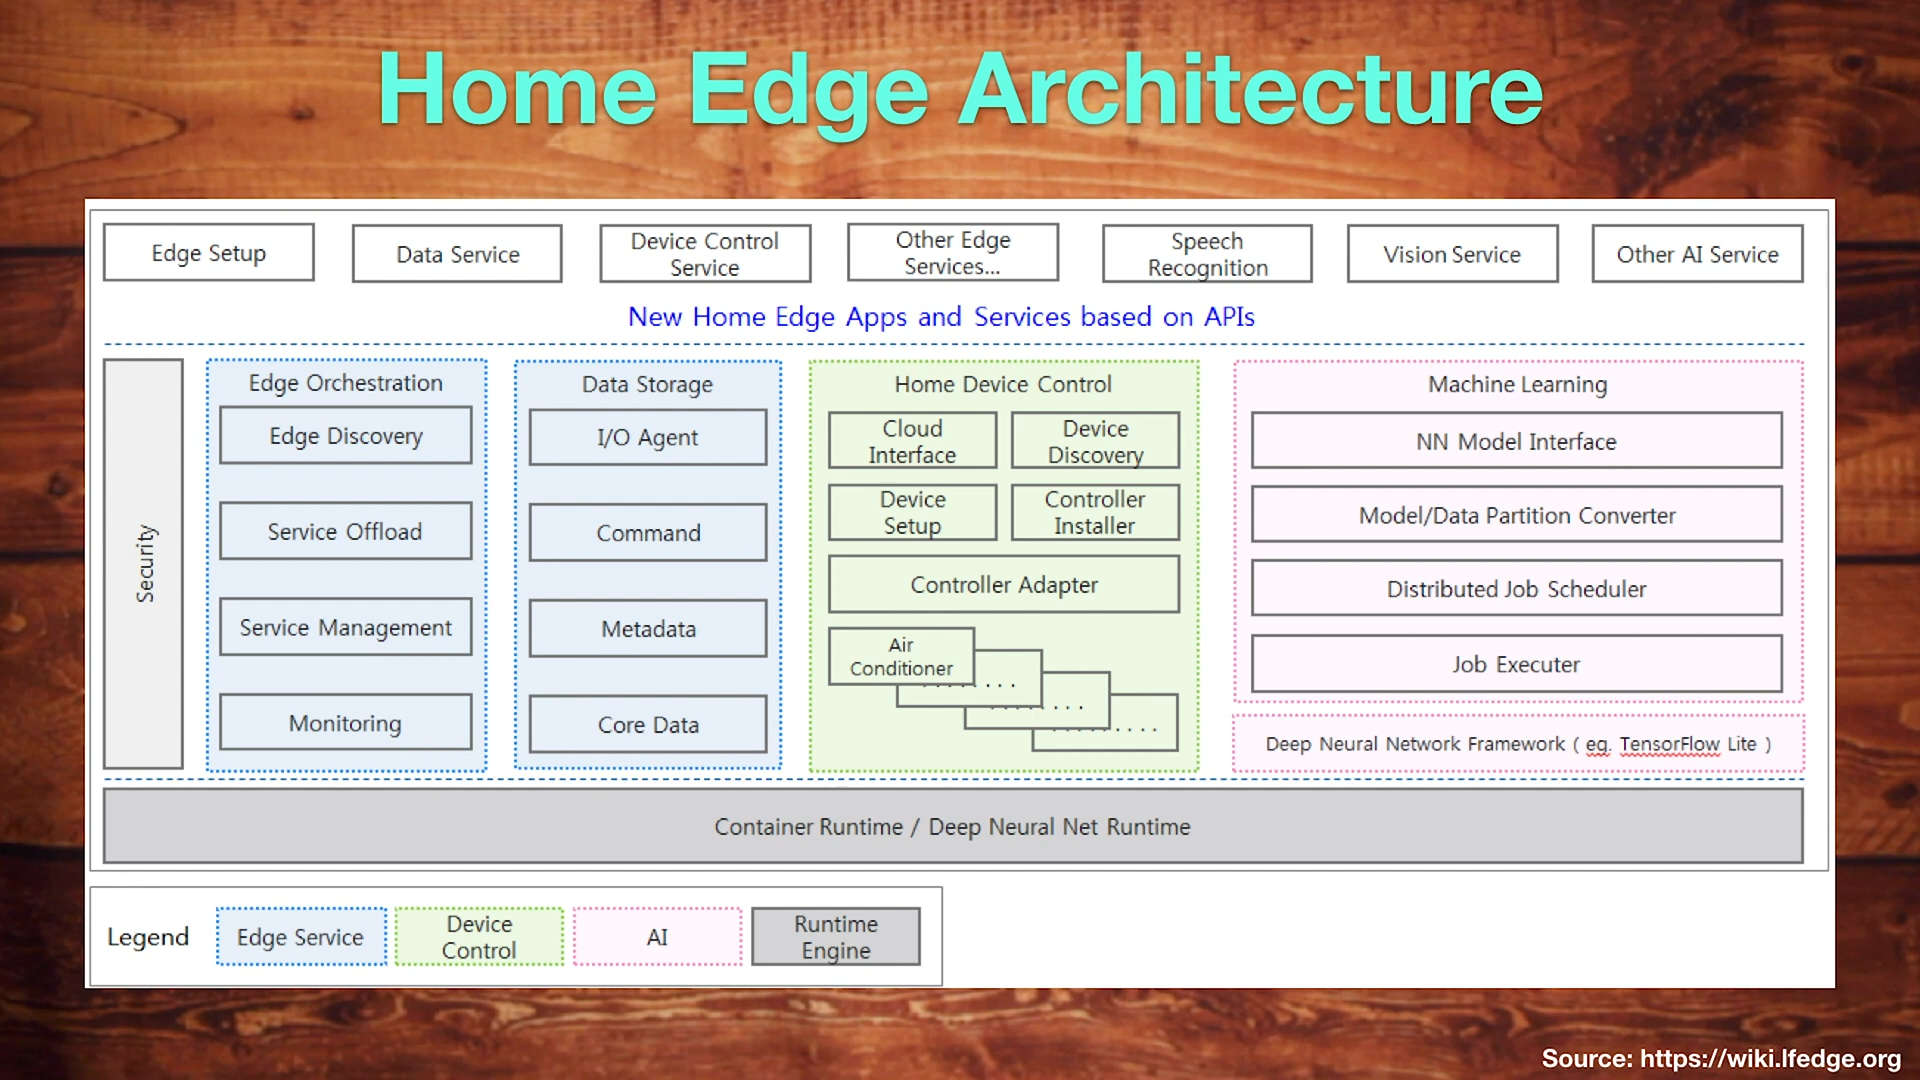 Home Edge Architecture
Edge Setup
Data Service
Device Control
Service
Other Edge
Services...
Speech
Recognition
Vision Service
Other AI Service
New Home Edge Apps and Services based on APIs
Security
Edge Orchestration
Edge Discovery
Service Offload
Service Management
Monitoring
Data Storage
I/O Agent
Command
Metadata
Core Data
Home Device Control
Cloud
Interface
Device
Discovery
Device
Setup
Controller
Installer
Controller Adapter
Air
Conditioner
. . . . . . . .
. . . . . . . .
. . . . . . . . .
Machine Learning
NN Model Interface
Model/Data Partition Converter
Distributed Job Scheduler
Job Executer
Deep Neural Network Framework ( eg. TensorFlow Lite )
Container Runtime / Deep Neural Net Runtime
Legend
Edge Service
Device
Control
AI
Runtime
Engine
Source: https://wiki.lfedge.org